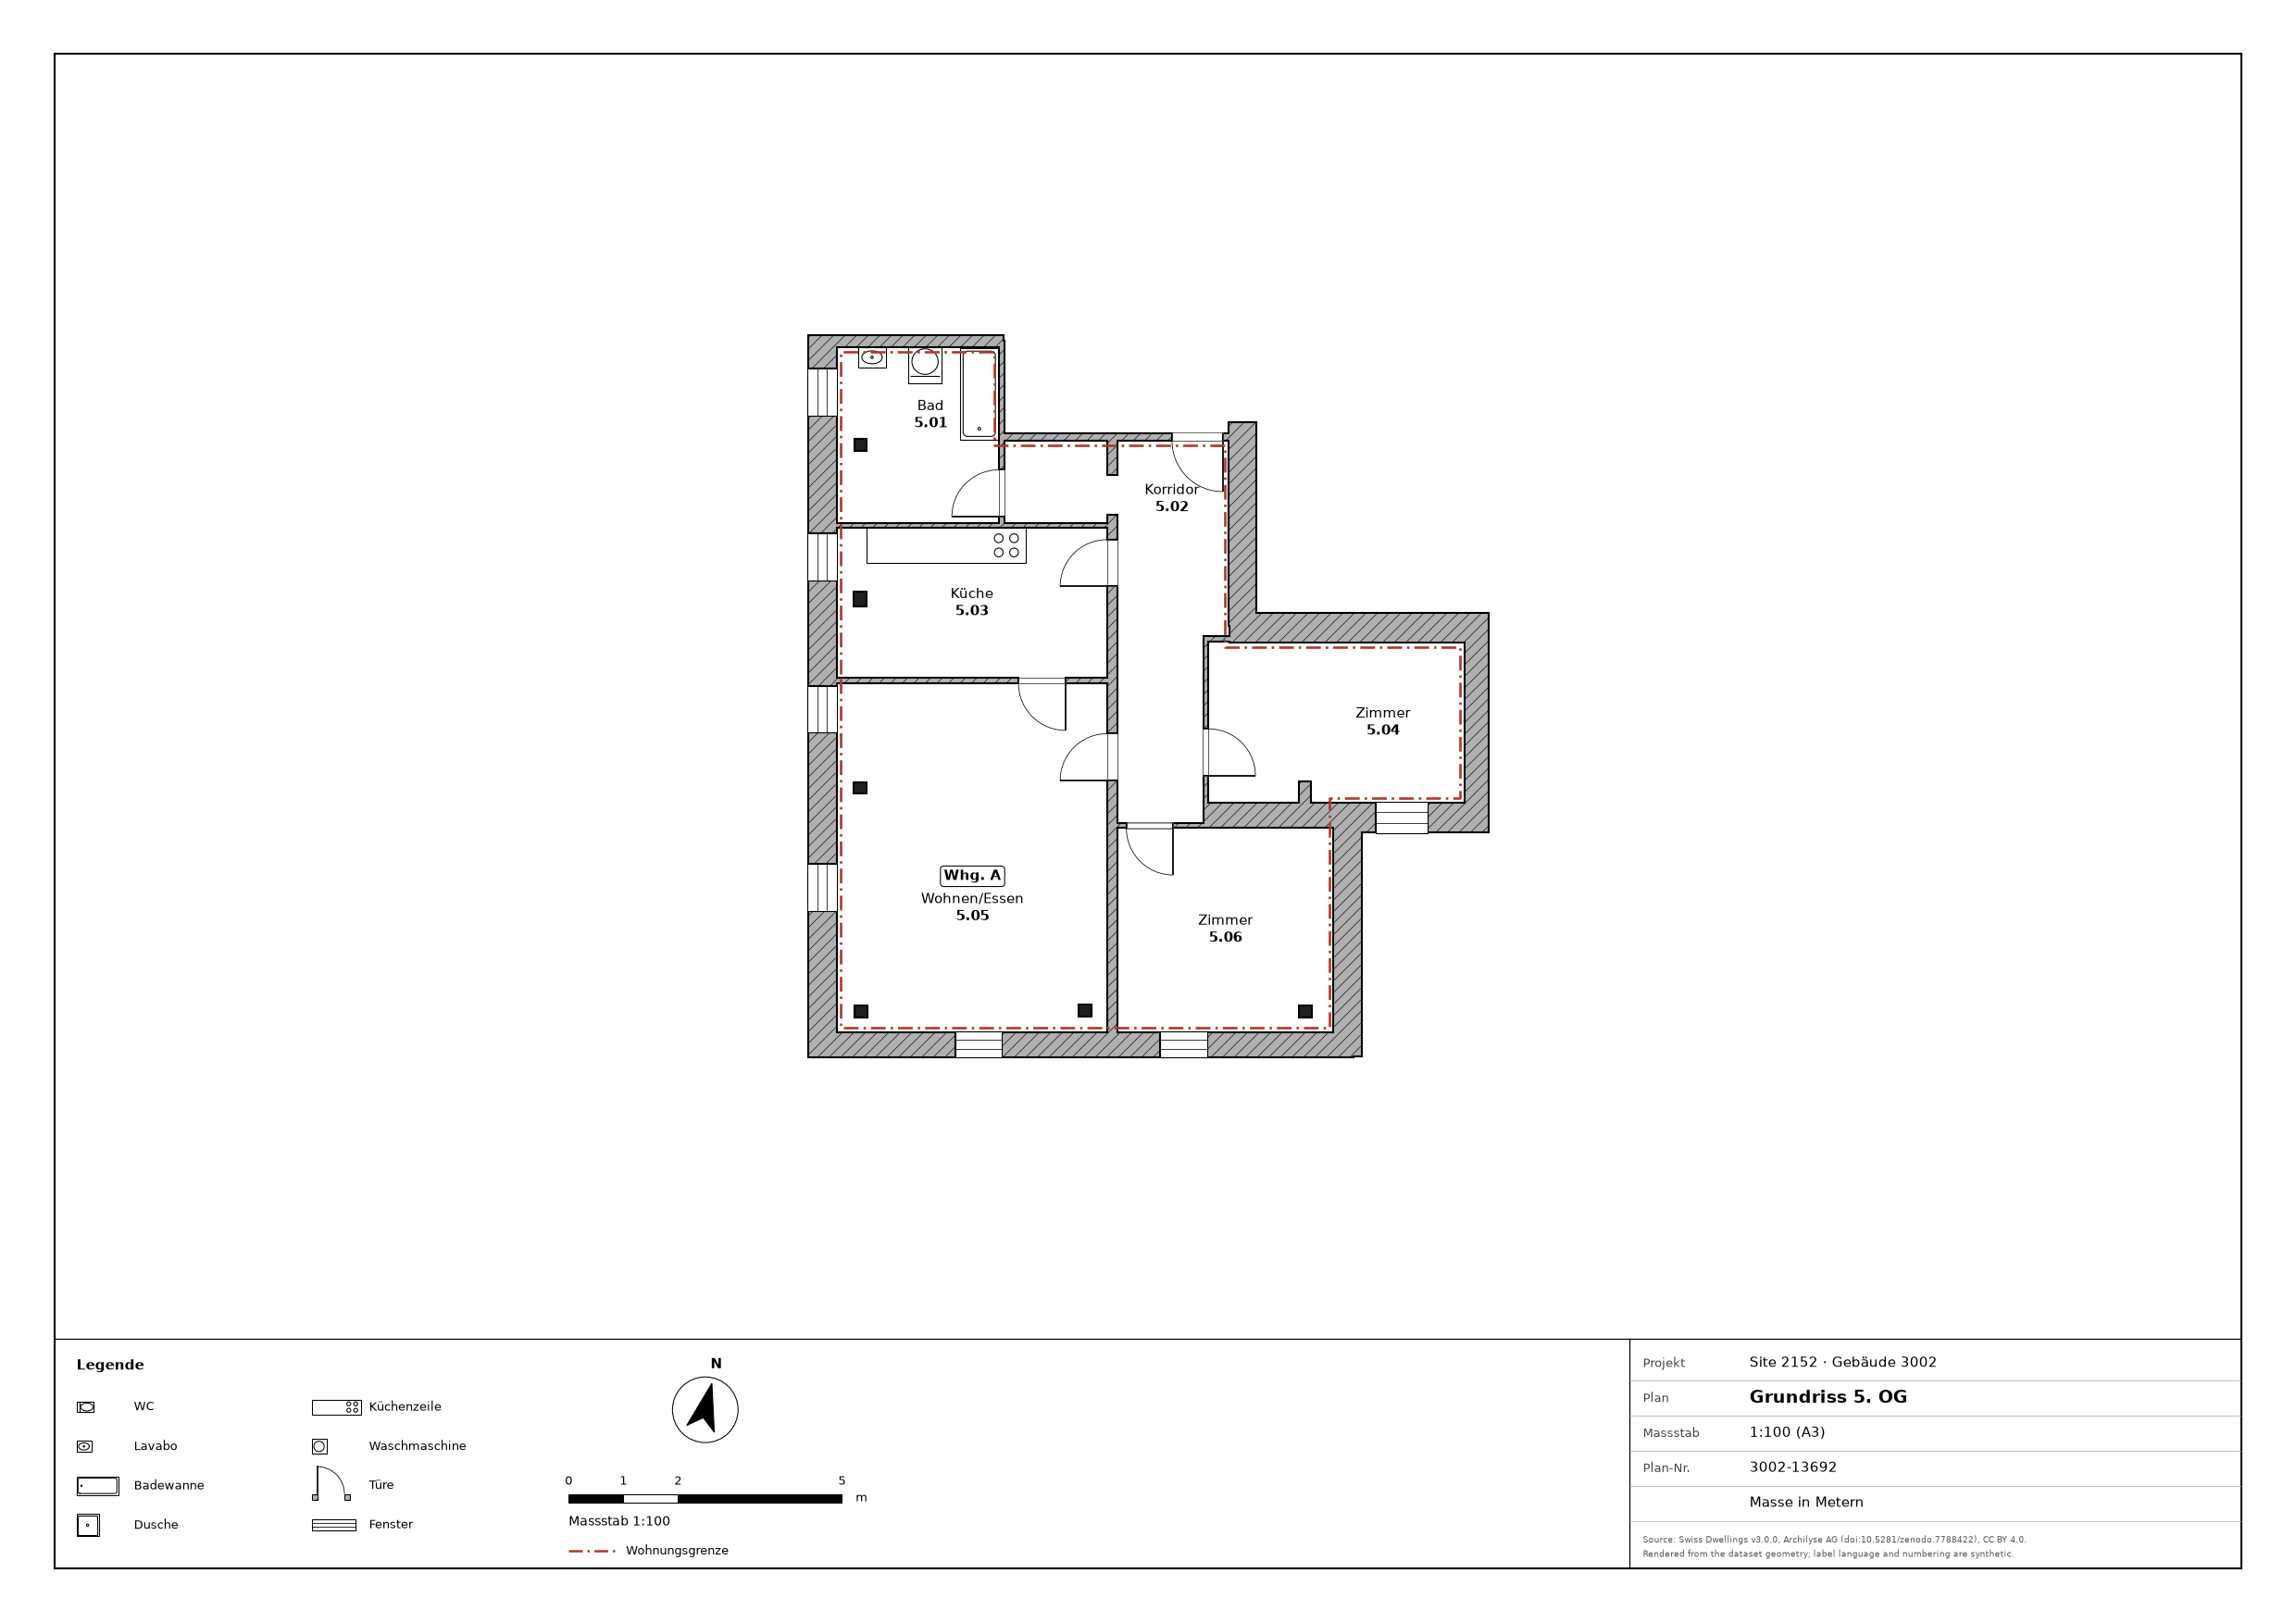 Bad
5.01
Korridor
5.02
Küche
5.03
Zimmer
5.04
Whg. A
Wohnen/Essen
5.05
Zimmer
5.06
Legende
WC
Lavabo
Badewanne
Dusche
Küchenzeile
Waschmaschine
Türe
Fenster
N
0 1 2 5
m
Massstab 1:100
Wohnungsgrenze
Projekt Site 2152 · Gebäude 3002
Plan Grundriss 5. OG
Massstab 1:100 (A3)
Plan-Nr. 3002-13692
Masse in Metern
Source: Swiss Dwellings v3.0.0, Archilyse AG (doi:10.5281/zenodo.7788422), CC BY 4.0.
Rendered from the dataset geometry; label language and numbering are synthetic.